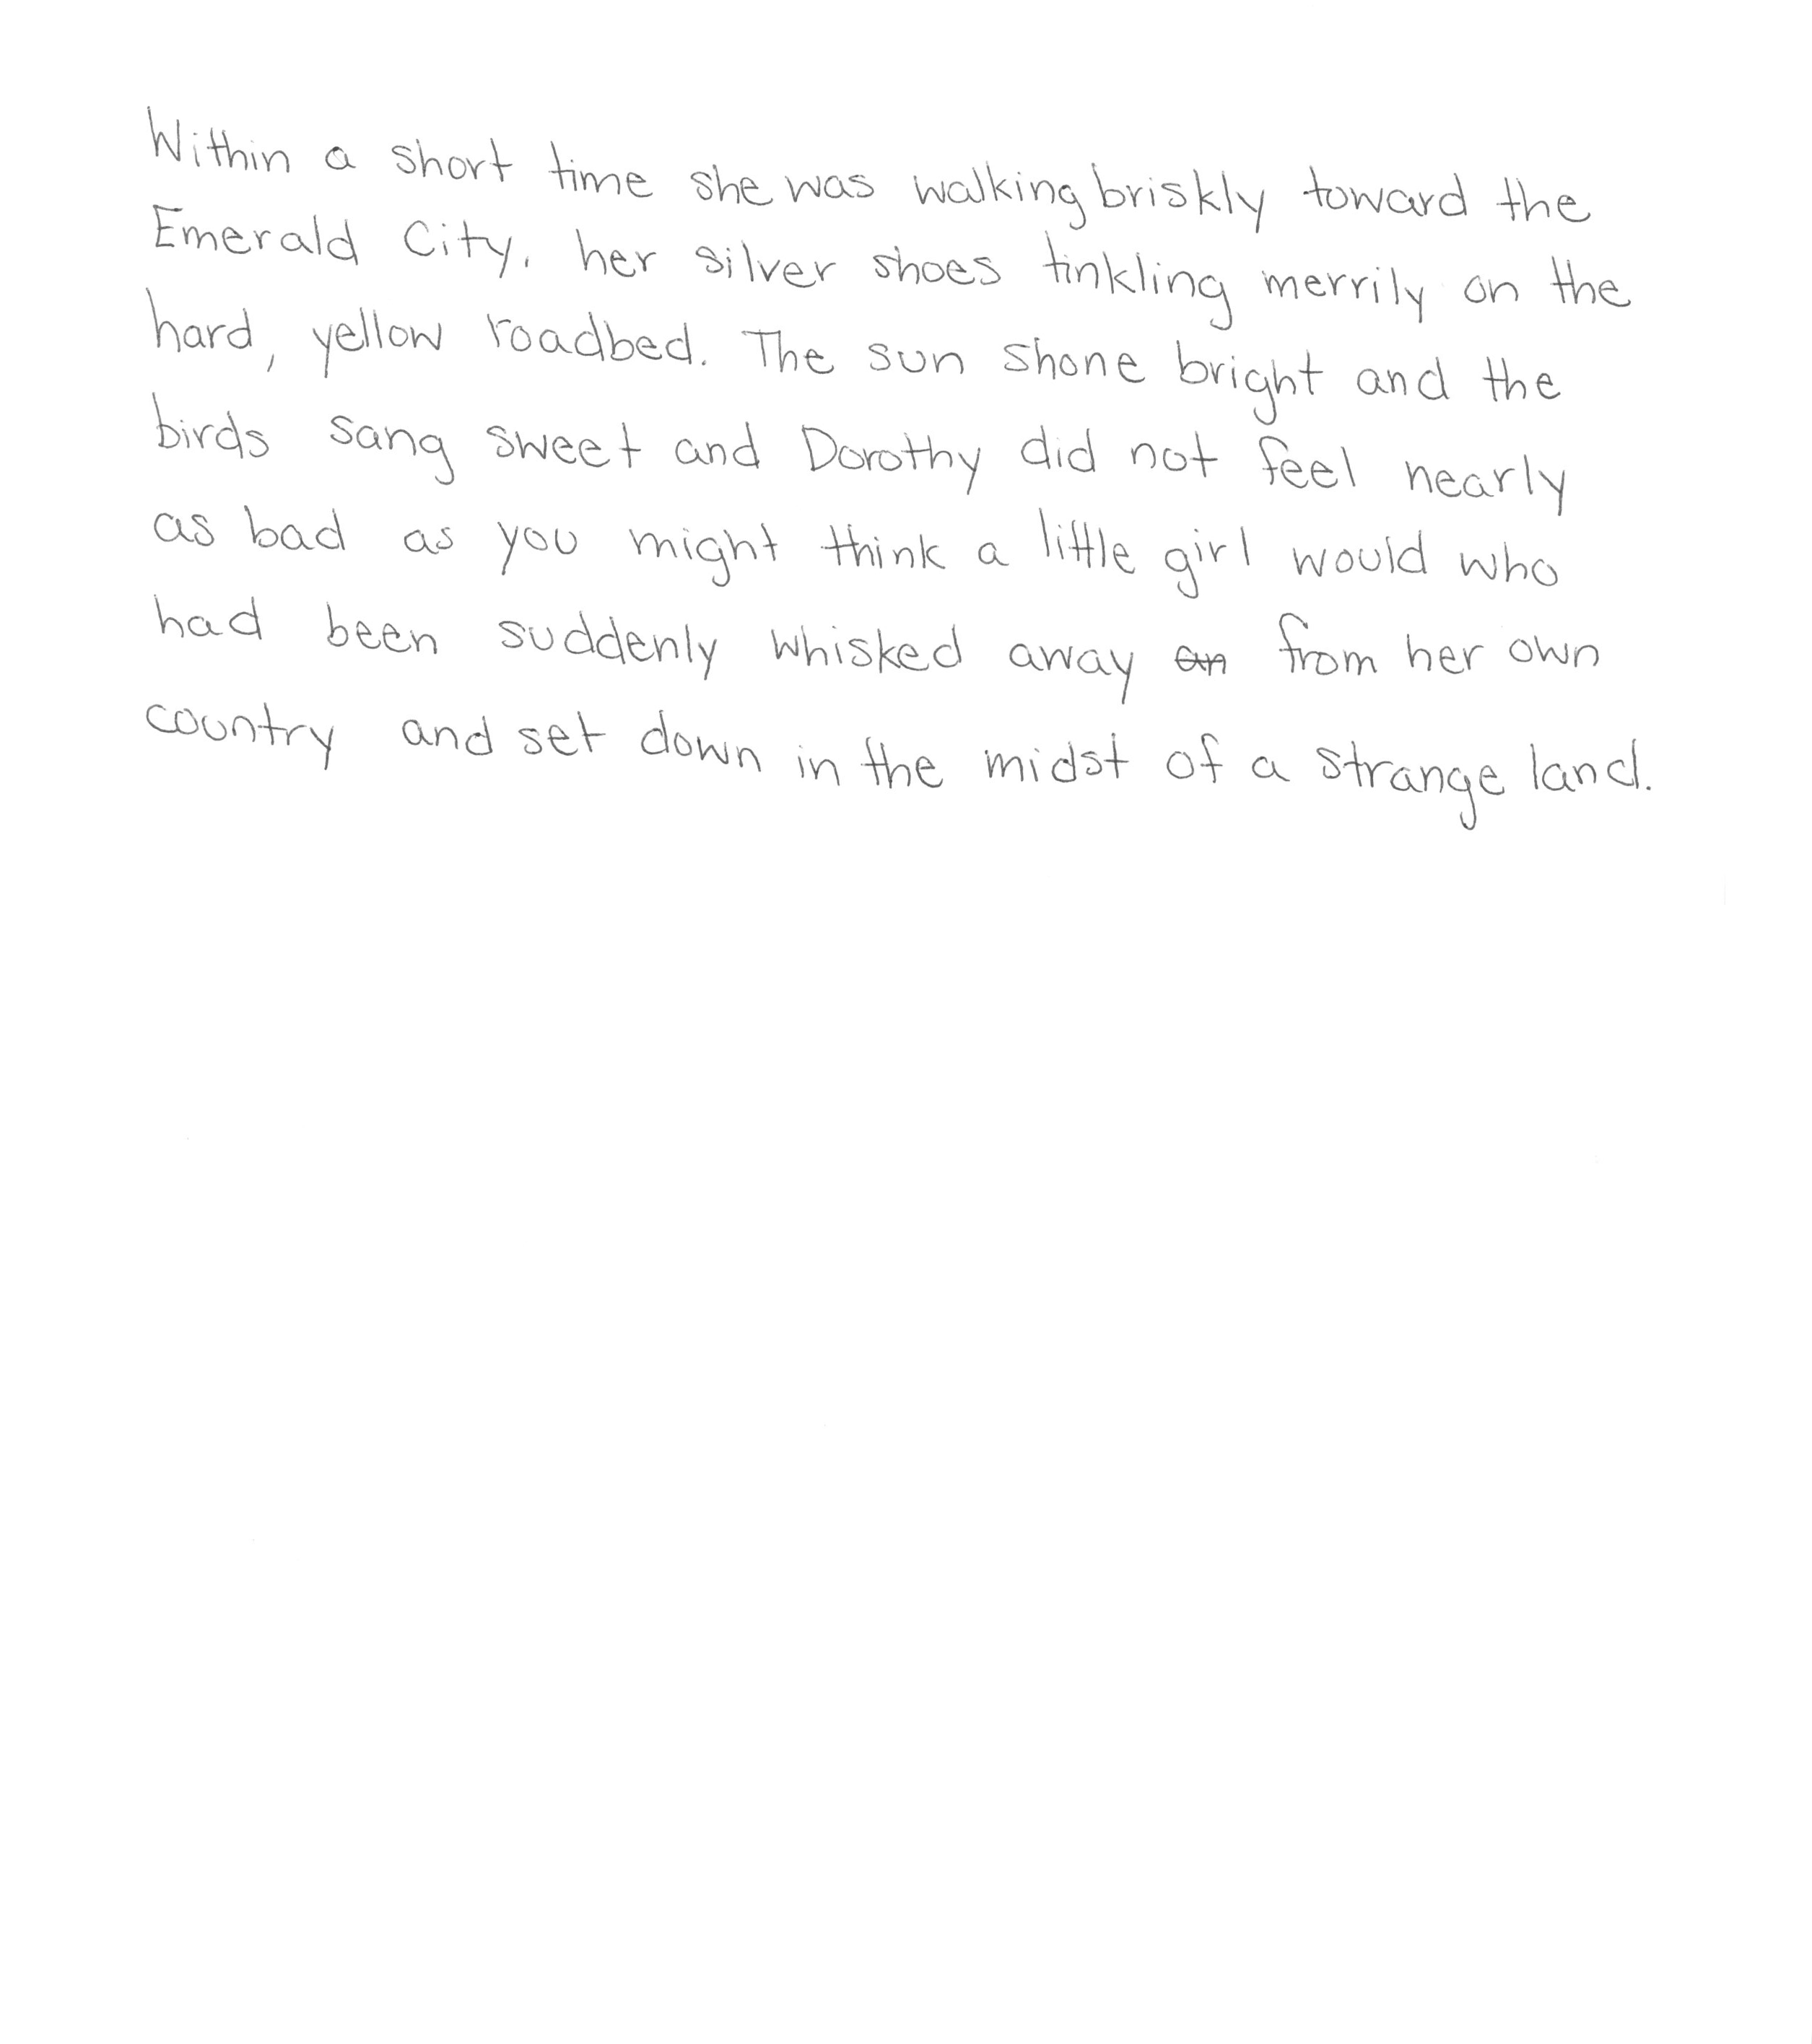 Within a short time she was walking briskly toward the
Emerald City, her silver shoes tinkling merrily on the
hard, yellow roadbed. The sun shone bright and the
birds sang sweet and Dorothy did not feel nearly
as bad as you might think a little girl would who
had been suddenly whisked away an from her own
country and set down in the midst of a strange land.